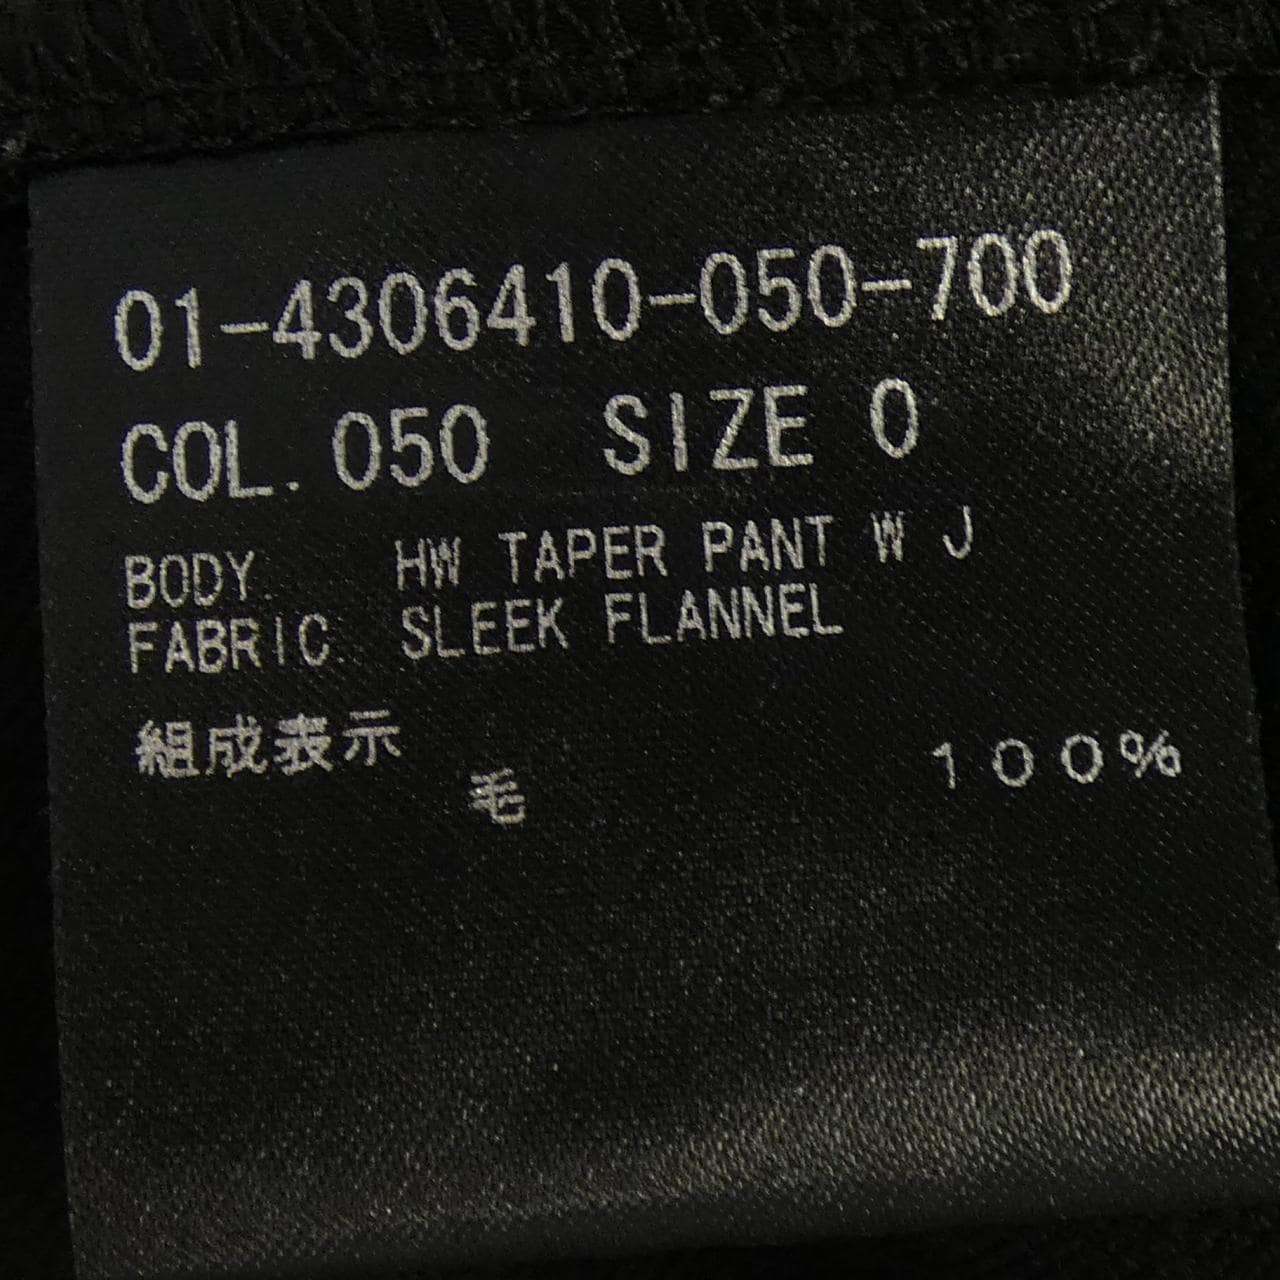 01-4306410-050-700
COL. 050 SIZE 0
BODY: HW TAPER PANT W J
FABRIC: SLEEK FLANNEL
組成表示
毛 100%